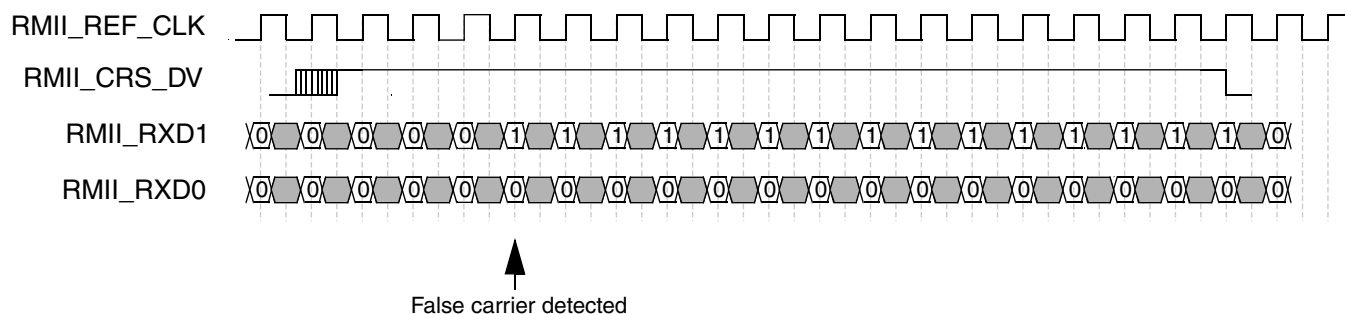 RMII_REF_CLK
RMII_CRS_DV
RMII_RXD1 0 0 0 0 0 1 1 1 1 1 1 1 1 1 1 1 1 1 1 1 0
RMII_RXD0 0 0 0 0 0 0 0 0 0 0 0 0 0 0 0 0 0 0 0 0 0
False carrier detected